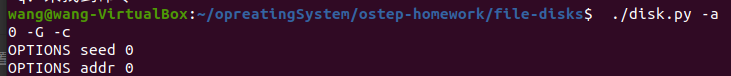 wang@wang-VirtualBox:~/opreatingSystem/ostep-homework/file-disks$  ./disk.py -a
0 -G -c
OPTIONS seed 0
OPTIONS addr 0